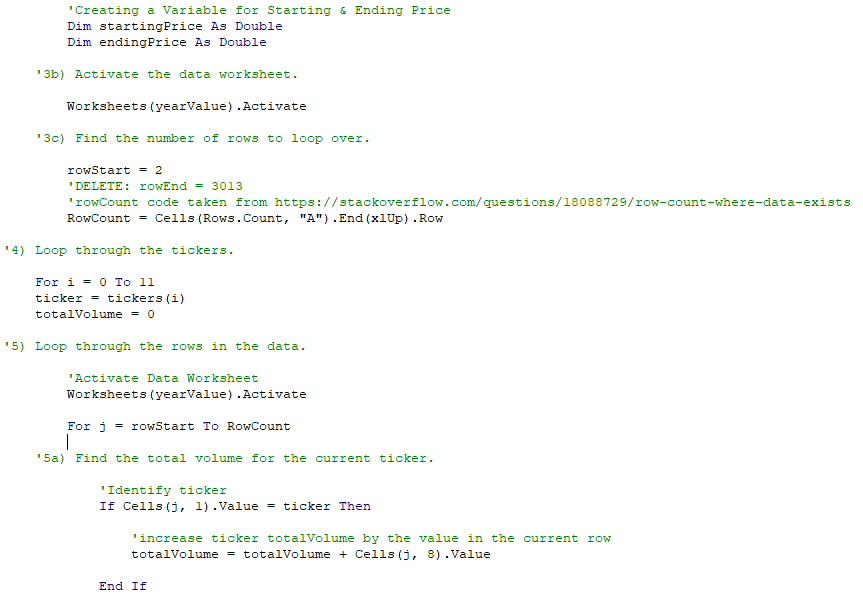 'Creating a Variable for Starting & Ending Price
Dim startingPrice As Double
Dim endingPrice As Double
'3b) Activate the data worksheet.
Worksheets(yearValue).Activate
'3c) Find the number of rows to loop over.
rowStart = 2
'DELETE: rowEnd = 3013
'rowCount code taken from https://stackoverflow.com/questions/18088729/row-count-where-data-exists
RowCount = Cells(Rows.Count, "A").End(xlUp).Row
'4) Loop through the tickers.
For i = 0 To 11
ticker = tickers(i)
totalVolume = 0
'5) Loop through the rows in the data.
'Activate Data Worksheet
Worksheets(yearValue).Activate
For j = rowStart To RowCount
'5a) Find the total volume for the current ticker.
'Identify ticker
If Cells(j, 1).Value = ticker Then
'increase ticker totalVolume by the value in the current row
totalVolume = totalVolume + Cells(j, 8).Value
End If